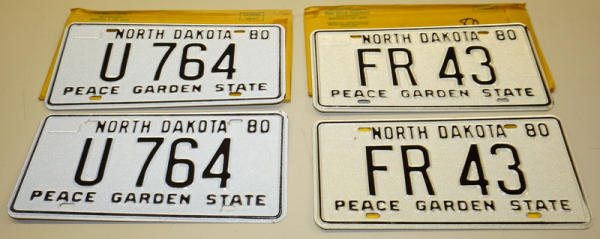 NORTH DAKOTA 80
U 764
PEACE GARDEN STATE
NORTH DAKOTA 80
FR 43
PEACE GARDEN STATE
NORTH DAKOTA 80
U 764
PEACE GARDEN STATE
NORTH DAKOTA 80
FR 43
PEACE GARDEN STATE